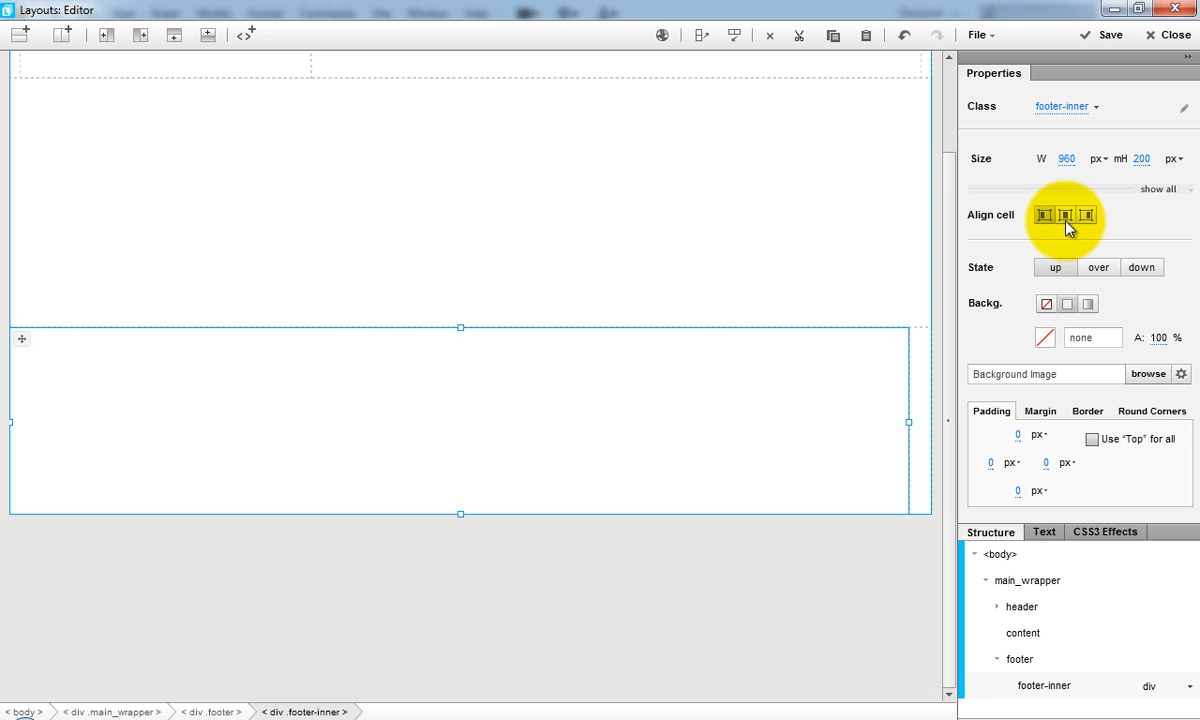 Layouts: Editor
File
Save
Close
Properties
Class footer-inner
Size W 960 px mH 200 px
show all
Align cell
State up over down
Backg.
none A: 100 %
Background Image browse
Padding Margin Border Round Corners
0 px Use "Top" for all
0 px 0 px
0 px
Structure Text CSS3 Effects
<body>
main_wrapper
header
content
footer
footer-inner div
< body > < div .main_wrapper > < div .footer > < div .footer-inner >